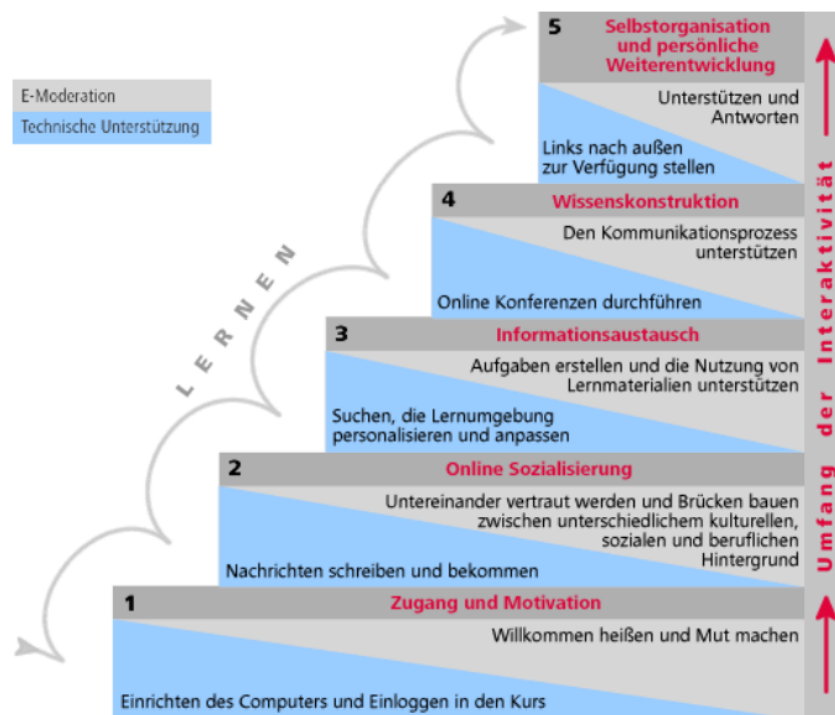 5 Selbstorganisation
und persönliche
Weiterentwicklung
E-Moderation
Technische Unterstützung
Unterstützen und
Antworten
Links nach außen
zur Verfügung stellen
4 Wissenskonstruktion
Den Kommunikationsprozess
unterstützen
Online Konferenzen durchführen
3 Informationsaustausch
Aufgaben erstellen und die Nutzung von
Lernmaterialien unterstützen
Suchen, die Lernumgebung
personalisieren und anpassen
2 Online Sozialisierung
Untereinander vertraut werden und Brücken bauen
zwischen unterschiedlichem kulturellen,
sozialen und beruflichen
Hintergrund
Nachrichten schreiben und bekommen
1 Zugang und Motivation
Willkommen heißen und Mut machen
Einrichten des Computers und Einloggen in den Kurs
LERNEN
Umfang der Interaktivität